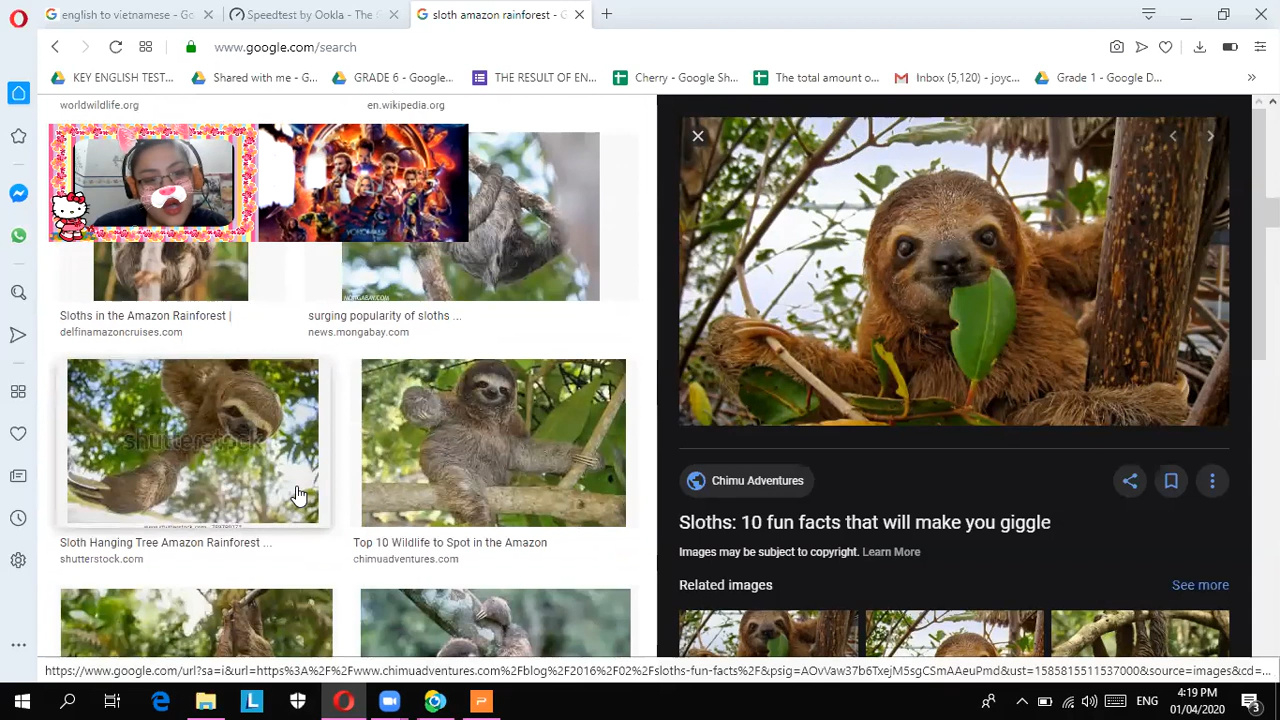 english to vietnamese - Go
Speedtest by Ookla - The S
sloth amazon rainforest - G
www.google.com/search
KEY ENGLISH TEST...
Shared with me - G...
GRADE 6 - Google...
THE RESULT OF EN...
Cherry - Google Sh...
The total amount o...
Inbox (5,120) - joyc...
Grade 1 - Google D...
worldwildlife.org
en.wikipedia.org
MONGABAY.COM
Sloths in the Amazon Rainforest |
surging popularity of sloths ...
delfinamazoncruises.com
news.mongabay.com
shutterstock
Sloth Hanging Tree Amazon Rainforest ...
Top 10 Wildlife to Spot in the Amazon
shutterstock.com
chimuadventures.com
Chimu Adventures
Sloths: 10 fun facts that will make you giggle
Images may be subject to copyright. Learn More
Related images
See more
https://www.google.com/url?sa=i&url=https%3A%2F%2Fwww.chimuadventures.com%2Fblog%2F2016%02%2Fsloths-fun-facts%2F&psig=AOvVaw37b6TxejM5sgCSmAAeuPmd&ust=1585815511537000&source=images&cd=...
ENG
4:19 PM
01/04/2020
3